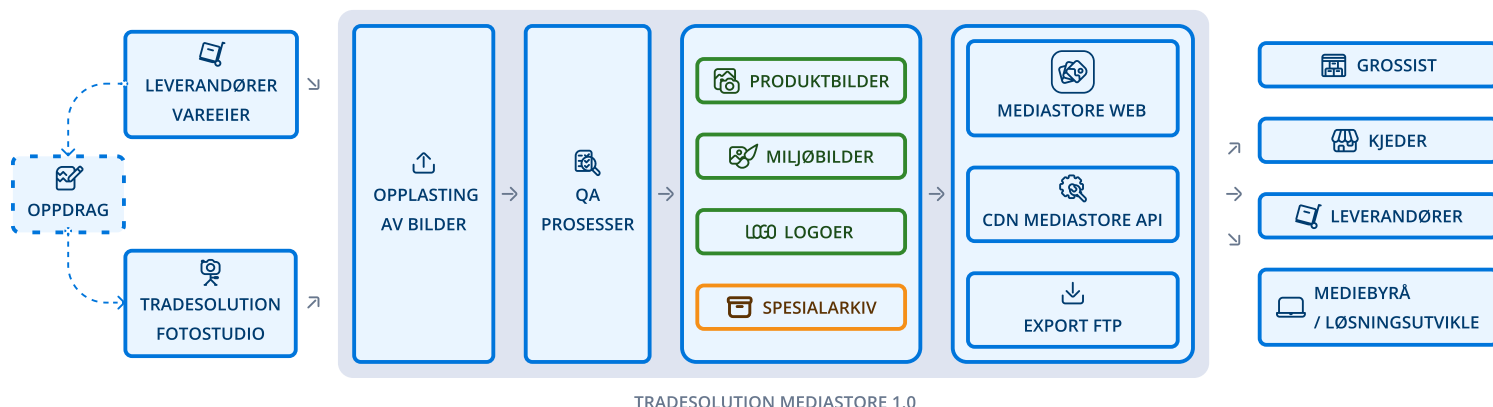 LEVERANDØRER
VAREEIER
OPPDRAG
TRADESOLUTION
FOTOSTUDIO
OPPLASTING
AV BILDER
QA
PROSESSER
PRODUKTBILDER
MILJØBILDER
LOGO LOGOER
SPESIALARKIV
MEDIASTORE WEB
CDN MEDIASTORE API
EXPORT FTP
GROSSIST
KJEDER
LEVERANDØRER
MEDIEBYRÅ
/ LØSNINGSUTVIKLE
TRADESOLUTION MEDIASTORE 1.0